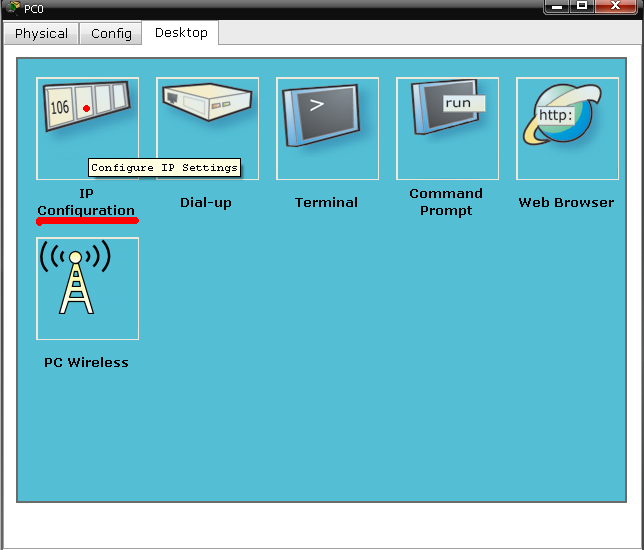 PC0
Physical
Config
Desktop
106
>
run
http:
Configure IP Settings
IP
Configuration
Dial-up
Terminal
Command
Prompt
Web Browser
PC Wireless